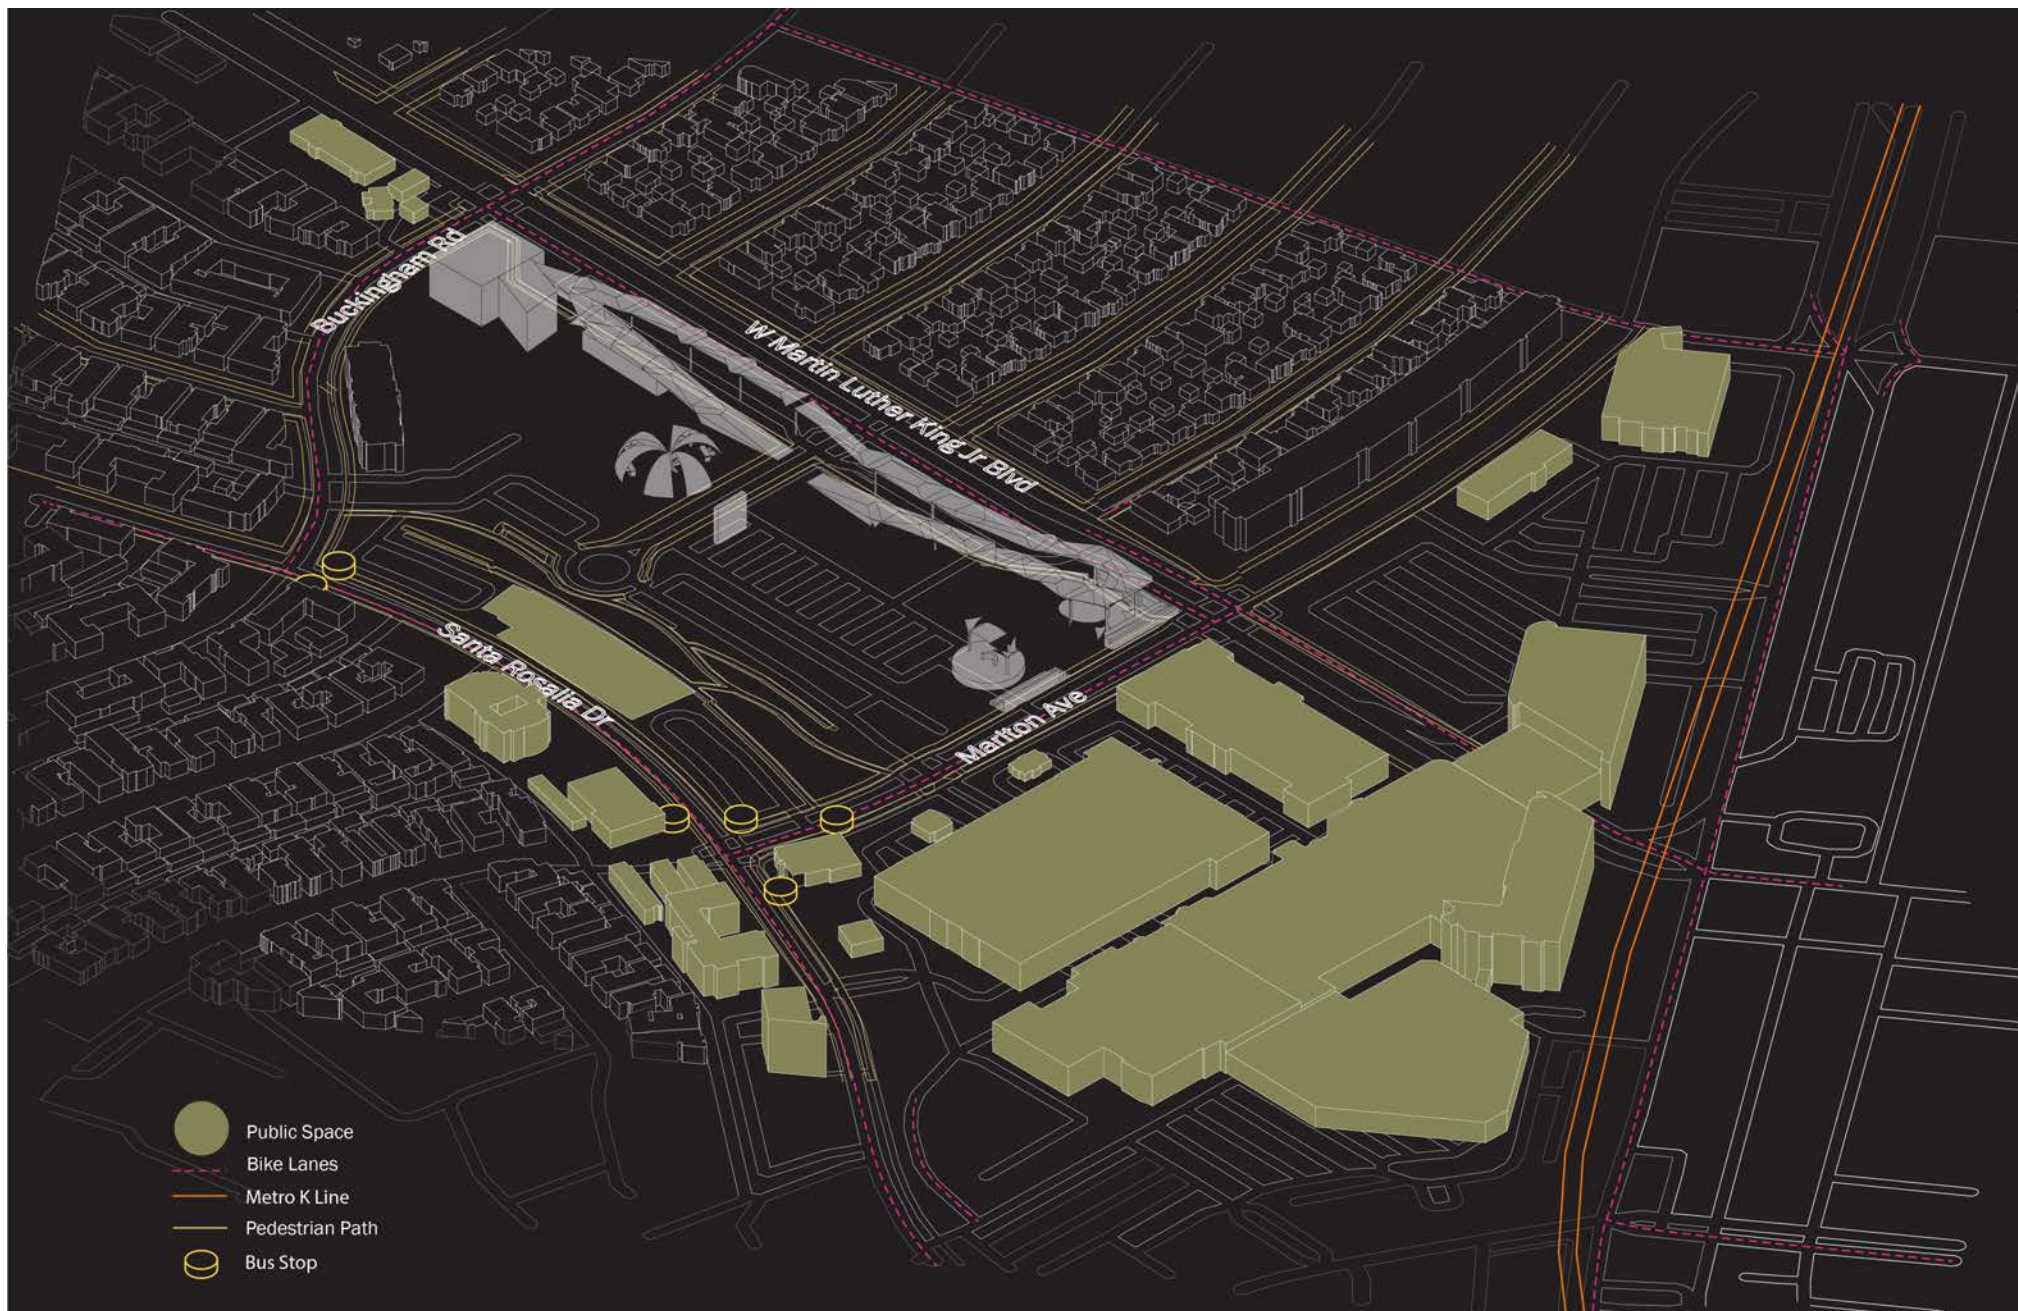 Buckingham Rd
W Martin Luther King Jr Blvd
Santa Rosalia Dr
Marlton Ave
Public Space
Bike Lanes
Metro K Line
Pedestrian Path
Bus Stop